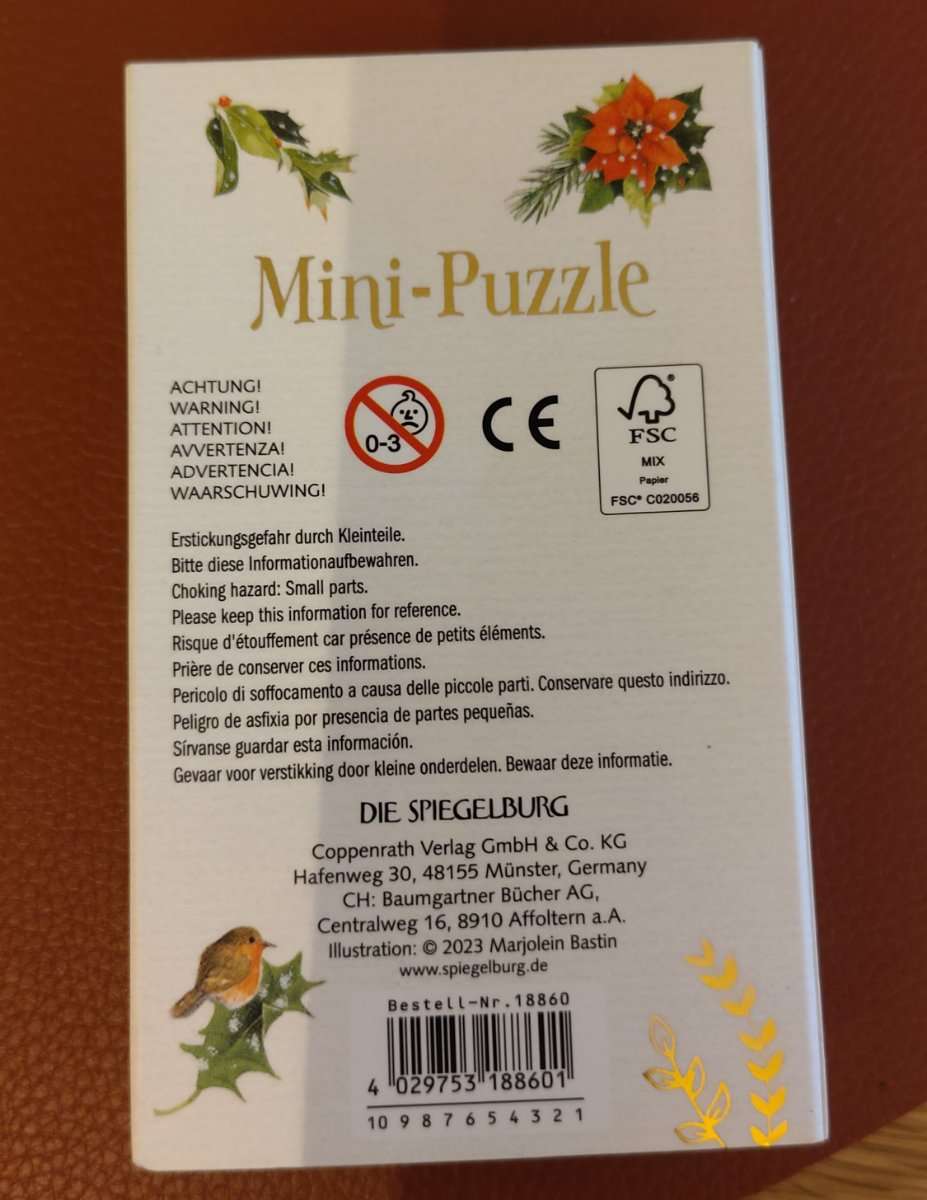 Mini-Puzzle
ACHTUNG!
WARNING!
ATTENTION!
AVVERTENZA!
ADVERTENCIA!
WAARSCHUWING!
0-3
CE
FSC®
MIX
Papier
FSC® C020056
Erstickungsgefahr durch Kleinteile.
Bitte diese Informationaufbewahren.
Choking hazard: Small parts.
Please keep this information for reference.
Risque d'étouffement car présence de petits éléments.
Prière de conserver ces informations.
Pericolo di soffocamento a causa delle piccole parti. Conservare questo indirizzo.
Peligro de asfixia por presencia de partes pequeñas.
Sírvanse guardar esta información.
Gevaar voor verstikking door kleine onderdelen. Bewaar deze informatie.
DIE SPIEGELBURG
Coppenrath Verlag GmbH & Co. KG
Hafenweg 30, 48155 Münster, Germany
CH: Baumgartner Bücher AG,
Centralweg 16, 8910 Affoltern a.A.
Illustration: © 2023 Marjolein Bastin
www.spiegelburg.de
Bestell-Nr.18860
4 029753 188601
10 9 8 7 6 5 4 3 2 1